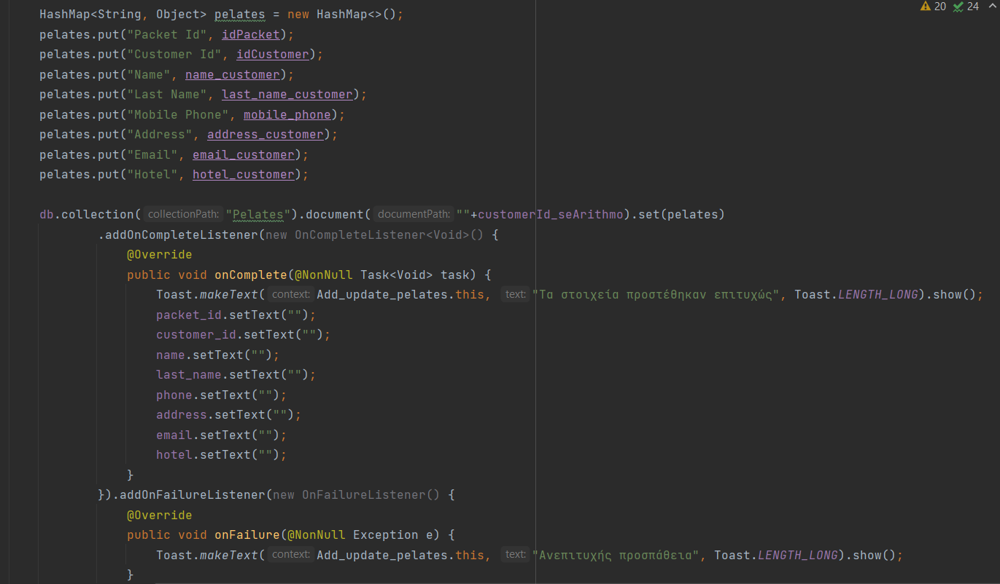 20 24
HashMap<String, Object> pelates = new HashMap<>();
pelates.put("Packet Id", idPacket);
pelates.put("Customer Id", idCustomer);
pelates.put("Name", name_customer);
pelates.put("Last Name", last_name_customer);
pelates.put("Mobile Phone", mobile_phone);
pelates.put("Address", address_customer);
pelates.put("Email", email_customer);
pelates.put("Hotel", hotel_customer);
db.collection( collectionPath: "Pelates").document( documentPath: ""+customerId_seArithmo).set(pelates)
.addOnCompleteListener(new OnCompleteListener<Void>() {
@Override
public void onComplete(@NonNull Task<Void> task) {
Toast.makeText( context: Add_update_pelates.this, text: "Τα στοιχεία προστέθηκαν επιτυχώς", Toast.LENGTH_LONG).show();
packet_id.setText("");
customer_id.setText("");
name.setText("");
last_name.setText("");
phone.setText("");
address.setText("");
email.setText("");
hotel.setText("");
}
}).addOnFailureListener(new OnFailureListener() {
@Override
public void onFailure(@NonNull Exception e) {
Toast.makeText( context: Add_update_pelates.this, text: "Ανεπιτυχής προσπάθεια", Toast.LENGTH_LONG).show();
}